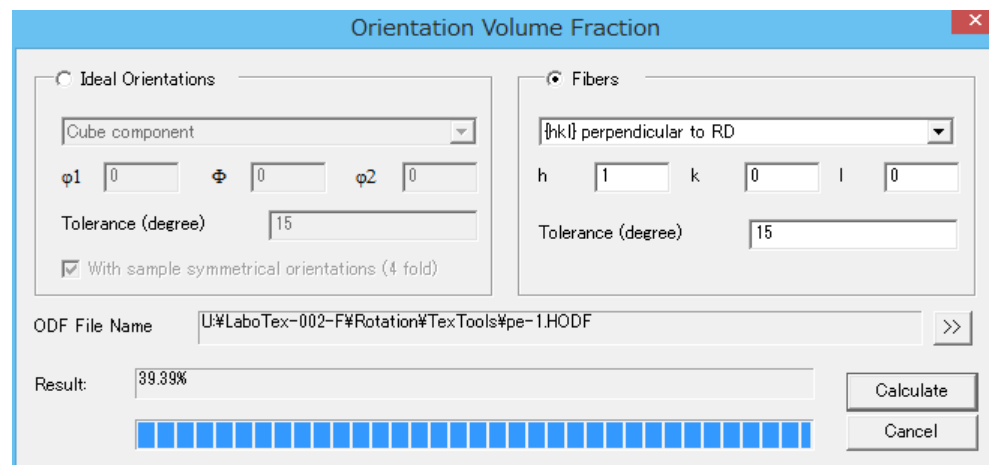 Orientation Volume Fraction
Ideal Orientations
Fibers
Cube component
{hkl} perpendicular to RD
φ1 0 Φ 0 φ2 0
h 1 k 0 l 0
Tolerance (degree) 15
Tolerance (degree) 15
With sample symmetrical orientations (4 fold)
ODF File Name U:¥LaboTex-002-F¥Rotation¥TexTools¥pe-1.HODF >>
Result: 39.39%
Calculate
Cancel